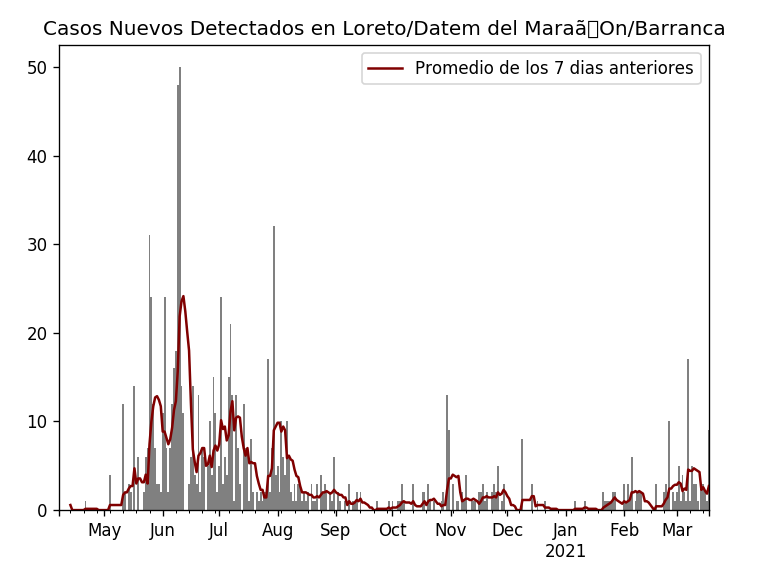 Casos Nuevos Detectados en Loreto/Datem del Maraã▯On/Barranca
Promedio de los 7 dias anteriores
50
40
30
20
10
0
May Jun Jul Aug Sep Oct Nov Dec Jan Feb Mar
2021